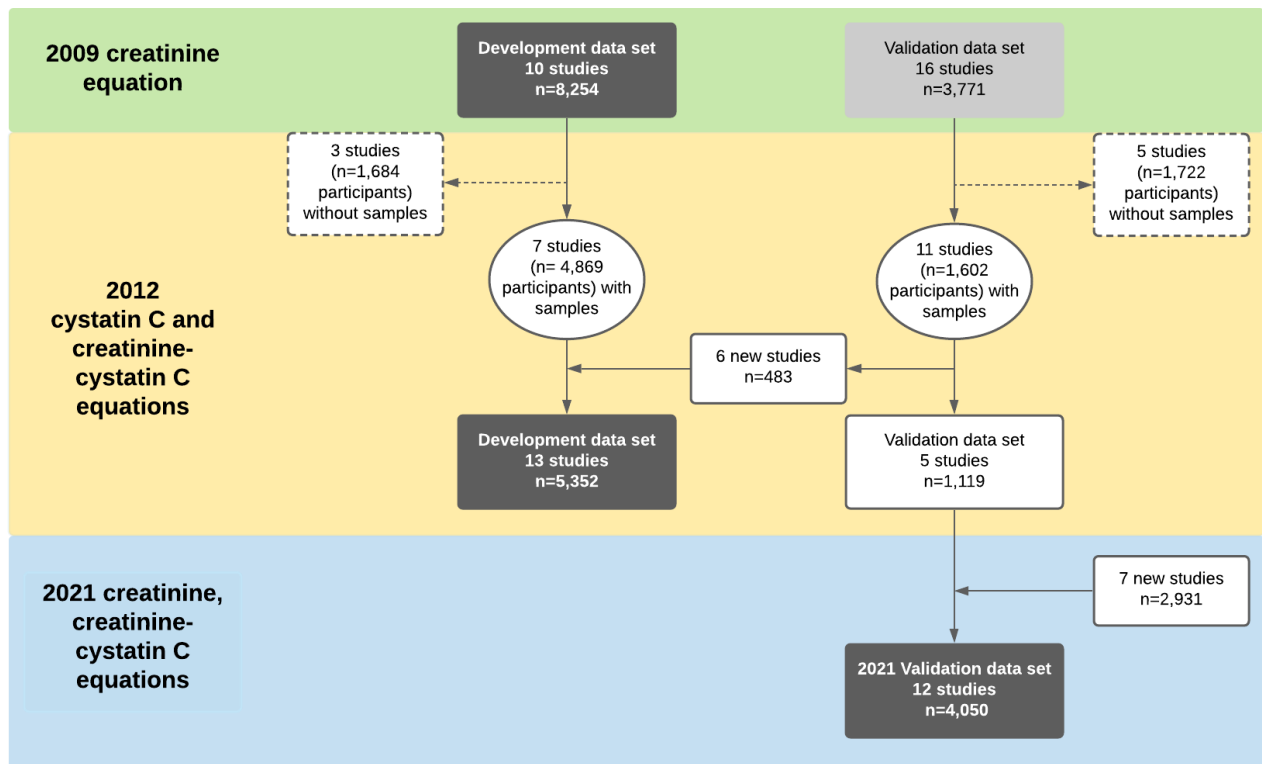 2009 creatinine
equation
Development data set
10 studies
n=8,254
Validation data set
16 studies
n=3,771
3 studies
(n=1,684
participants)
without samples
5 studies
(n=1,722
participants)
without samples
7 studies
(n= 4,869
participants) with
samples
11 studies
(n=1,602
participants) with
samples
2012
cystatin C and
creatinine-
cystatin C
equations
6 new studies
n=483
Development data set
13 studies
n=5,352
Validation data set
5 studies
n=1,119
2021 creatinine,
creatinine-
cystatin C
equations
7 new studies
n=2,931
2021 Validation data set
12 studies
n=4,050